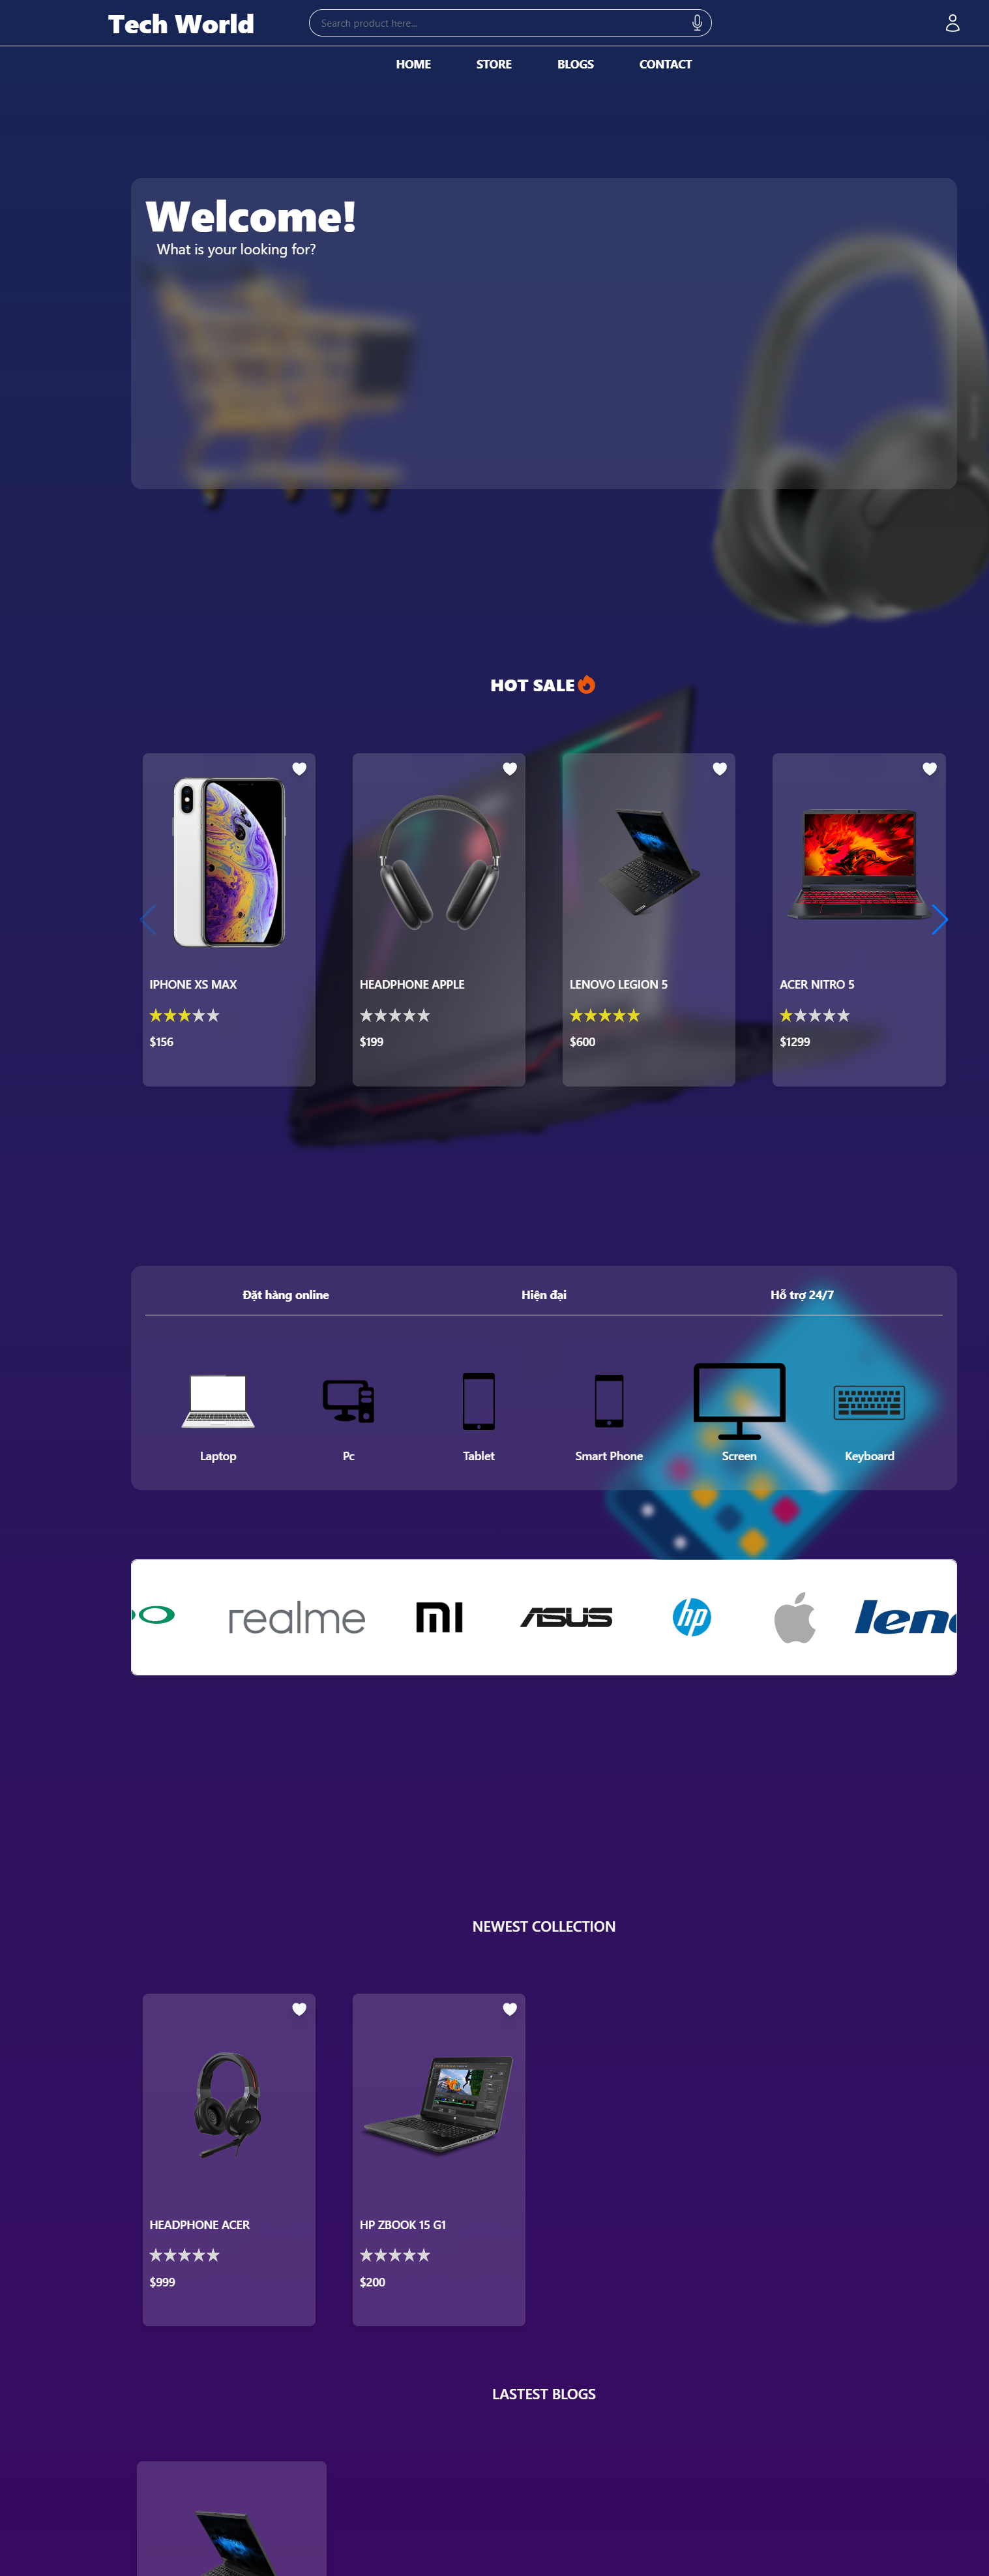 Tech World
Search product here...
HOME STORE BLOGS CONTACT
Welcome!
What is your looking for?
HOT SALE
IPHONE XS MAX
$156
HEADPHONE APPLE
$199
LENOVO LEGION 5
$600
ACER NITRO 5
$1299
Đặt hàng online Hiện đại Hỗ trợ 24/7
Laptop Pc Tablet Smart Phone Screen Keyboard
realme mi ASUS hp
NEWEST COLLECTION
HEADPHONE ACER
$999
HP ZBOOK 15 G1
$200
LASTEST BLOGS